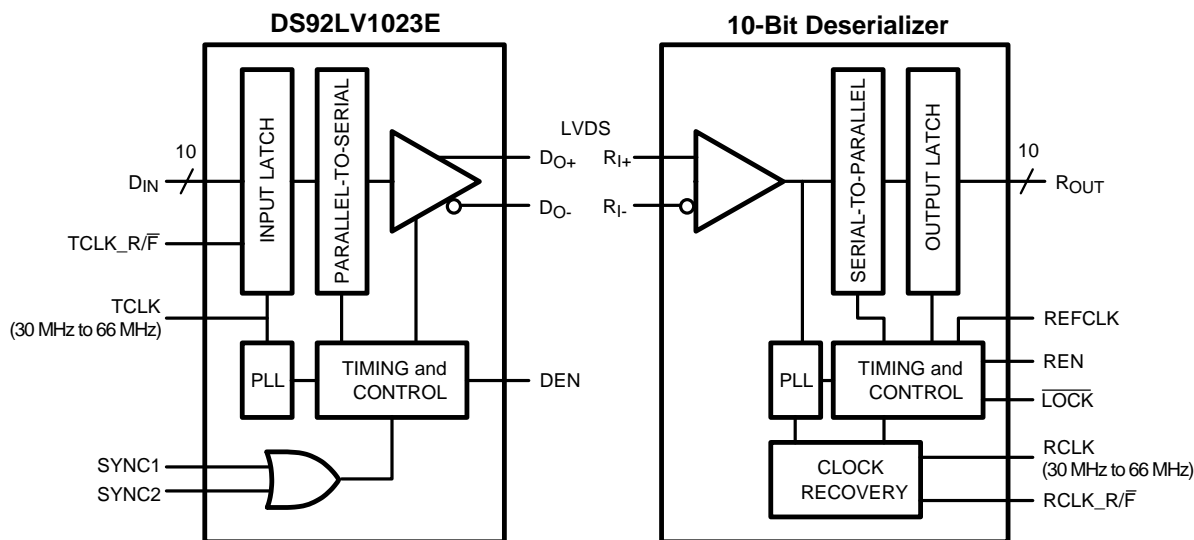 DS92LV1023E
10-Bit Deserializer
INPUT LATCH
PARALLEL-TO-SERIAL
10
DIN
TCLK_R/F̅
TCLK
(30 MHz to 66 MHz)
PLL
TIMING and
CONTROL
DEN
SYNC1
SYNC2
LVDS
DO+
DO-
RI+
RI-
SERIAL-TO-PARALLEL
OUTPUT LATCH
10
ROUT
REFCLK
REN
L̅O̅C̅K̅
PLL
TIMING and
CONTROL
CLOCK
RECOVERY
RCLK
(30 MHz to 66 MHz)
RCLK_R/F̅